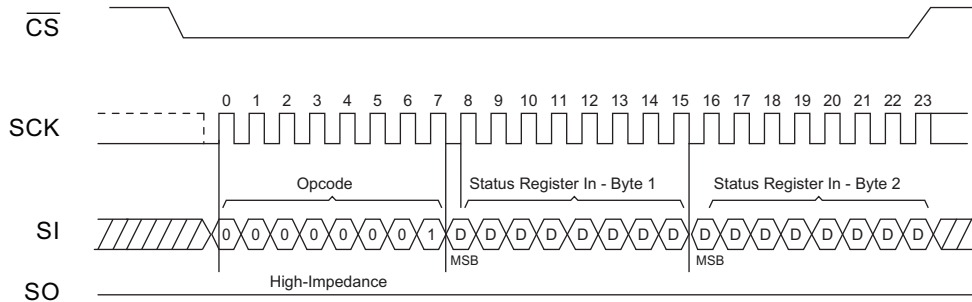 CS
0 1 2 3 4 5 6 7 8 9 10 11 12 13 14 15 16 17 18 19 20 21 22 23
SCK
Opcode Status Register In - Byte 1 Status Register In - Byte 2
SI 0 0 0 0 0 0 0 1 D D D D D D D D D D D D D D D D
MSB MSB
High-Impedance
SO